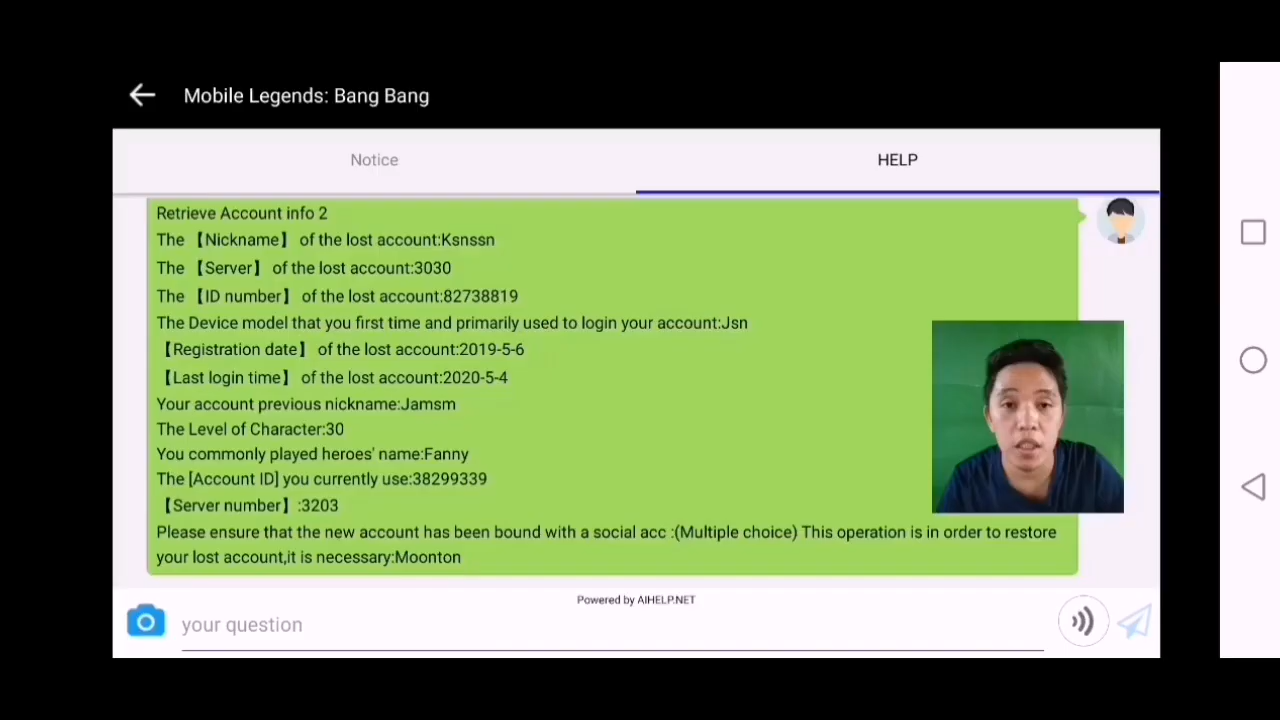 Mobile Legends: Bang Bang
Notice
HELP
Retrieve Account info 2
The 【Nickname】 of the lost account:Ksnssn
The 【Server】 of the lost account:3030
The 【ID number】 of the lost account:82738819
The Device model that you first time and primarily used to login your account:Jsn
【Registration date】 of the lost account:2019-5-6
【Last login time】 of the lost account:2020-5-4
Your account previous nickname:Jamsm
The Level of Character:30
You commonly played heroes' name:Fanny
The [Account ID] you currently use:38299339
【Server number】:3203
Please ensure that the new account has been bound with a social acc :(Multiple choice) This operation is in order to restore
your lost account,it is necessary:Moonton
Powered by AIHELP.NET
your question